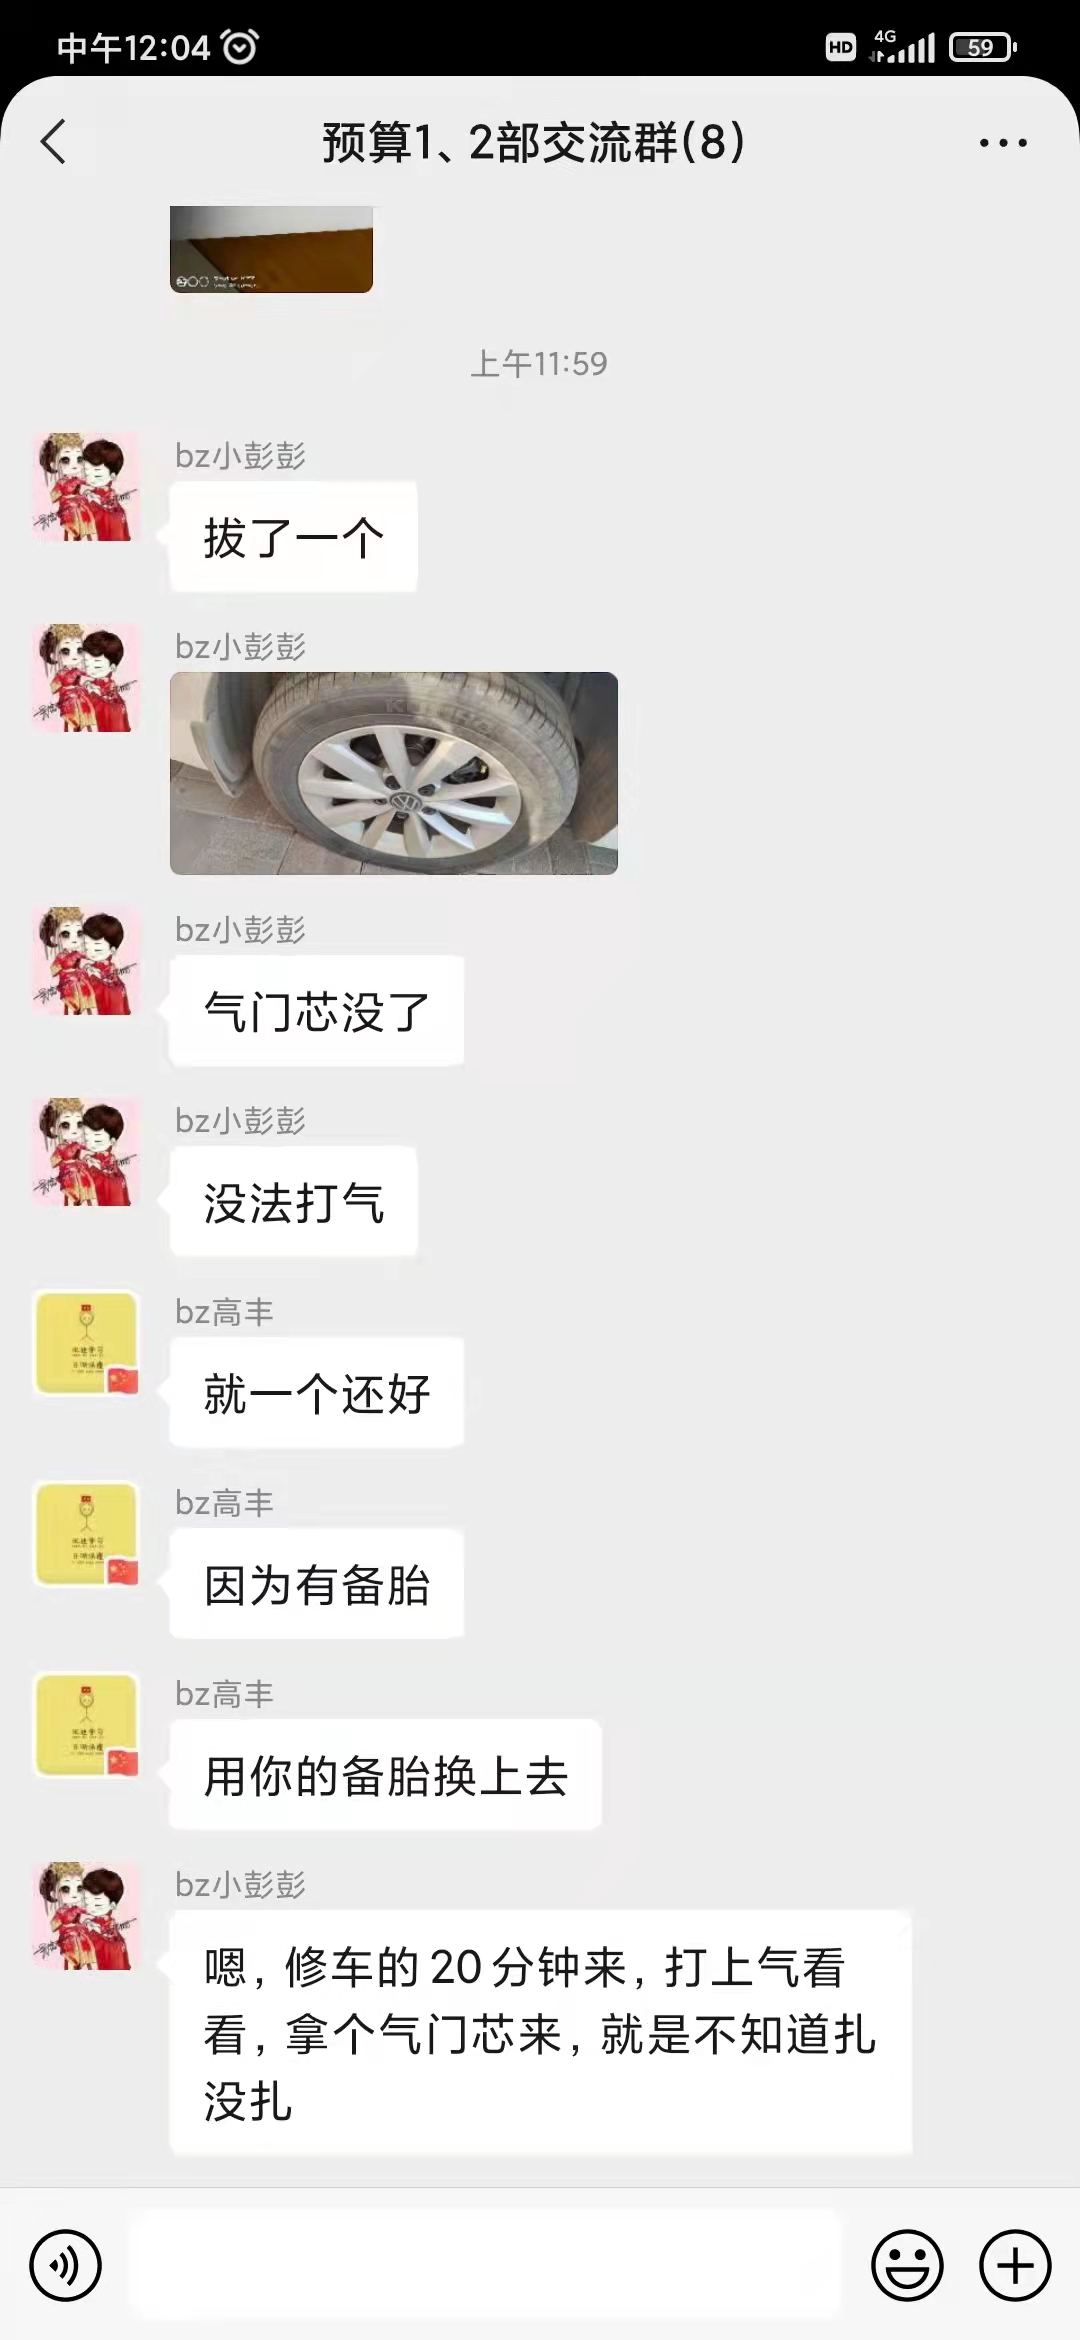 中午12:04
HD 4G 59
预算1、2部交流群(8)
上午11:59
bz小彭彭
拔了一个
bz小彭彭
bz小彭彭
气门芯没了
bz小彭彭
没法打气
bz高丰
就一个还好
bz高丰
因为有备胎
bz高丰
用你的备胎换上去
bz小彭彭
嗯, 修车的20分钟来, 打上气看
看, 拿个气门芯来, 就是不知道扎
没扎